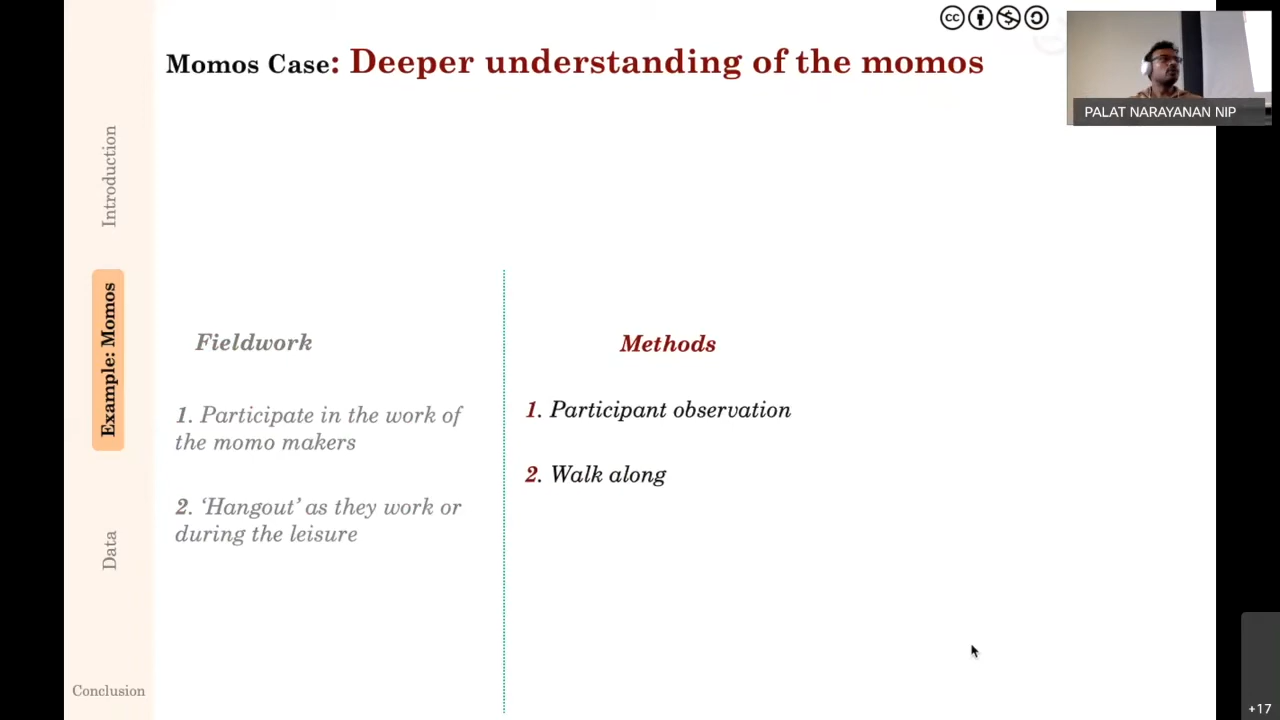 Momos Case: Deeper understanding of the momos
PALAT NARAYANAN NIP
Introduction
Example: Momos
Data
Conclusion
Fieldwork
1. Participate in the work of
the momo makers
2. ‘Hangout’ as they work or
during the leisure
Methods
1. Participant observation
2. Walk along
cc
+17